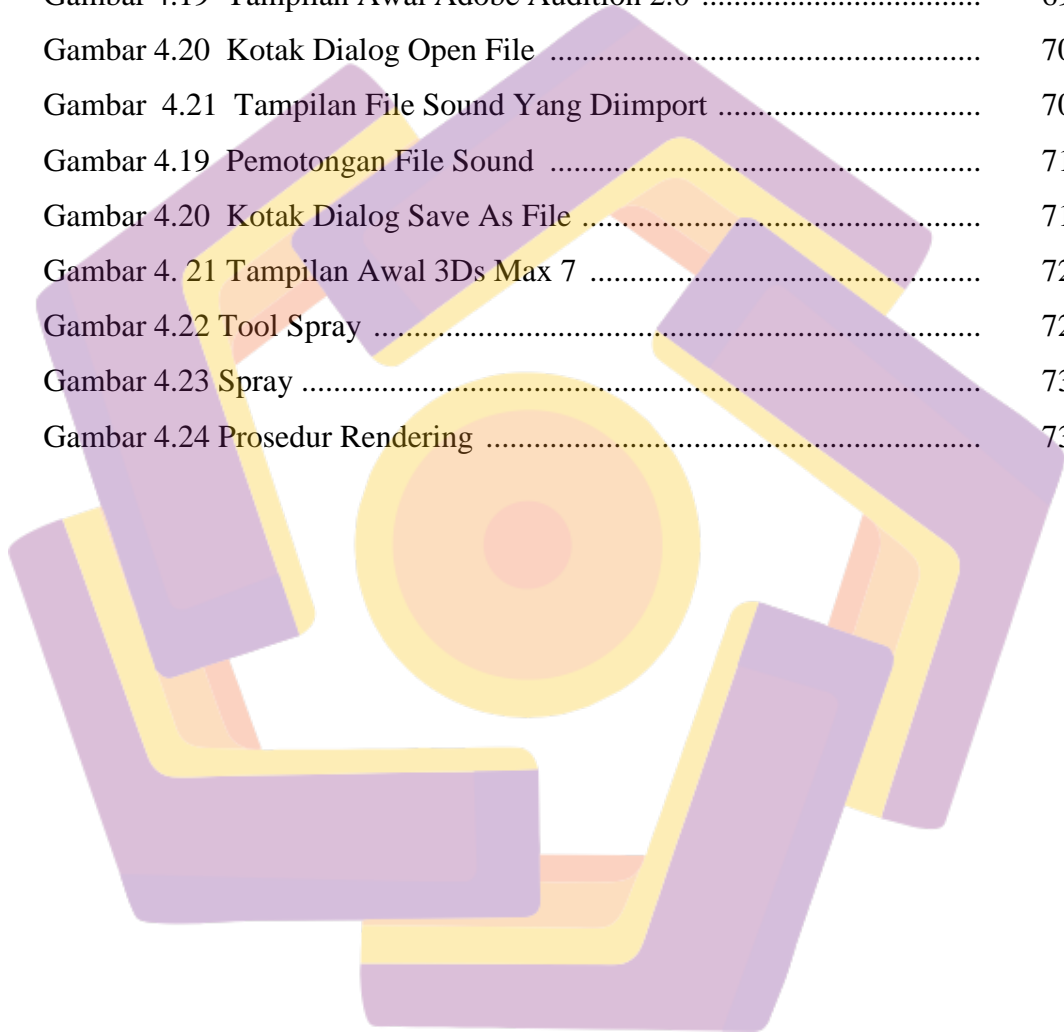 Gambar 4.19 Tampilan Awal Adobe Audition 2.0 ................................... 69
Gambar 4.20 Kotak Dialog Open File ...................................................... 70
Gambar 4.21 Tampilan File Sound Yang Diimport ................................. 70
Gambar 4.19 Pemotongan File Sound ...................................................... 71
Gambar 4.20 Kotak Dialog Save As File .................................................. 71
Gambar 4. 21 Tampilan Awal 3Ds Max 7 ................................................. 72
Gambar 4.22 Tool Spray ............................................................................ 72
Gambar 4.23 Spray ..................................................................................... 73
Gambar 4.24 Prosedur Rendering .............................................................. 73